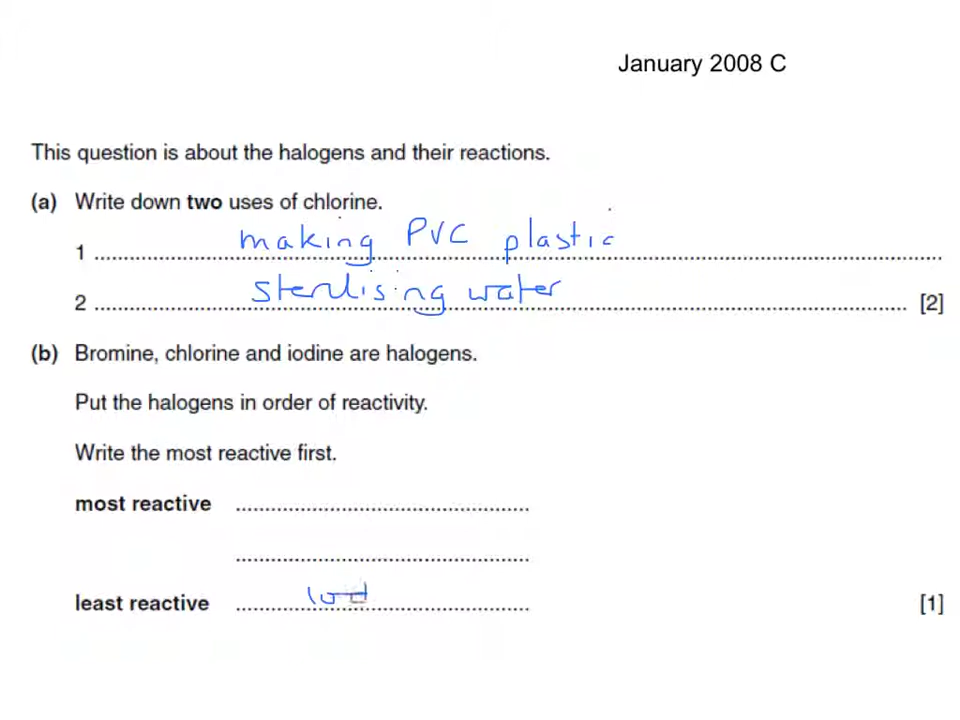 January 2008 C
This question is about the halogens and their reactions.
(a) Write down two uses of chlorine.
1 making PVC plastic
2 sterilising water [2]
(b) Bromine, chlorine and iodine are halogens.
Put the halogens in order of reactivity.
Write the most reactive first.
most reactive
least reactive iod [1]